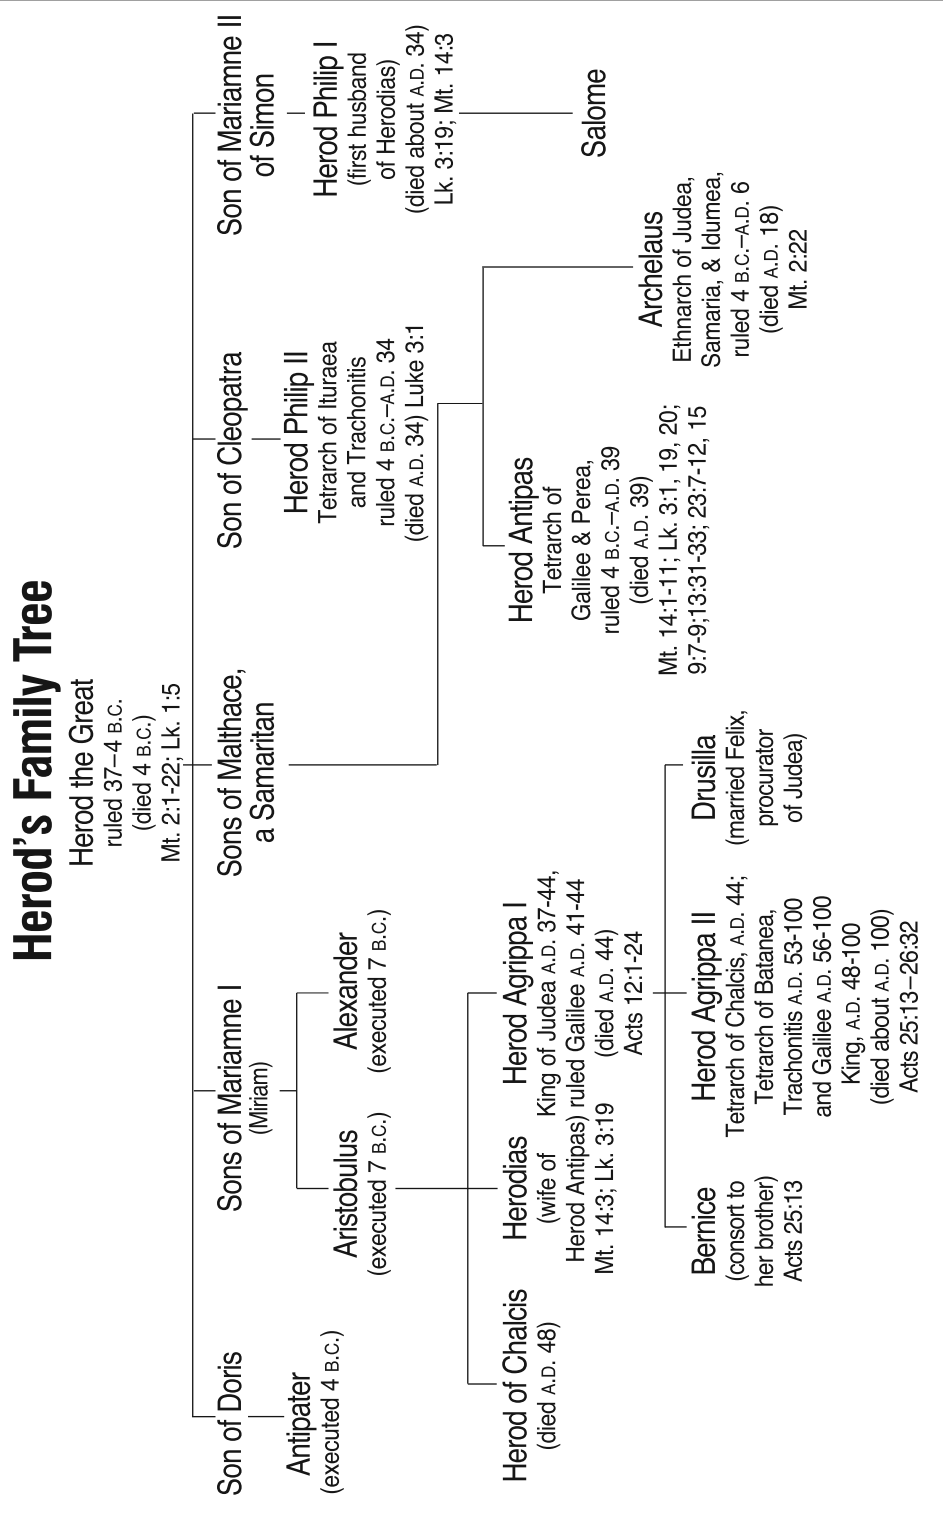 Herod's Family Tree
Herod the Great
ruled 37–4 B.C.
(died 4 B.C.)
Mt. 2:1-22; Lk. 1:5
Son of Doris
Antipater
(executed 4 B.C.)
Sons of Mariamne I
(Miriam)
Aristobulus
(executed 7 B.C.)
Alexander
(executed 7 B.C.)
Herod of Chalcis
(died A.D. 48)
Herodias
(wife of
Herod Antipas)
Mt. 14:3; Lk. 3:19
Herod Agrippa I
King of Judea A.D. 37-44,
ruled Galilee A.D. 41-44
(died A.D. 44)
Acts 12:1-24
Bernice
(consort to
her brother)
Acts 25:13
Herod Agrippa II
Tetrarch of Chalcis, A.D. 44;
Tetrarch of Batanea,
Trachonitis A.D. 53-100
and Galilee A.D. 56-100
King, A.D. 48-100
(died about A.D. 100)
Acts 25:13–26:32
Drusilla
(married Felix,
procurator
of Judea)
Sons of Malthace,
a Samaritan
Herod Antipas
Tetrarch of
Galilee & Perea,
ruled 4 B.C.–A.D. 39
(died A.D. 39)
Mt. 14:1-11; Lk. 3:1, 19, 20;
9:7-9;13:31-33; 23:7-12, 15
Archelaus
Ethnarch of Judea,
Samaria, & Idumea,
ruled 4 B.C.–A.D. 6
(died A.D. 18)
Mt. 2:22
Son of Cleopatra
Herod Philip II
Tetrarch of Ituraea
and Trachonitis
ruled 4 B.C.–A.D. 34
(died A.D. 34) Luke 3:1
Son of Mariamne II
of Simon
Herod Philip I
(first husband
of Herodias)
(died about A.D. 34)
Lk. 3:19; Mt. 14:3
Salome